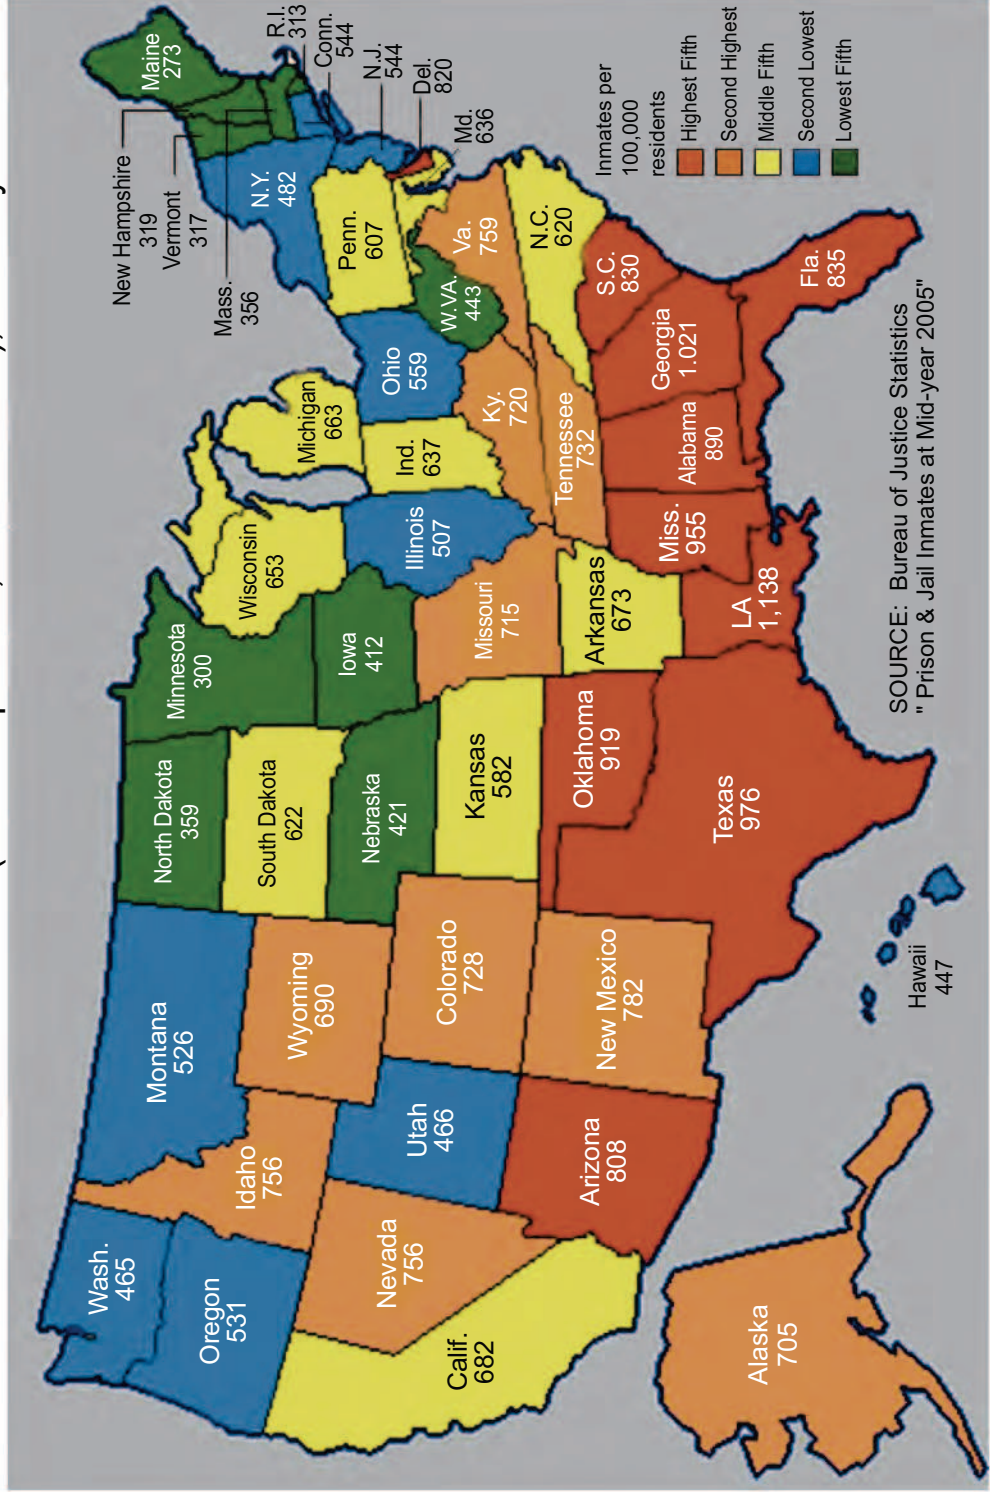 Wash.
465
Oregon
531
Calif.
682
Nevada
756
Idaho
756
Montana
526
Wyoming
690
Utah
466
Colorado
728
Arizona
808
New Mexico
782
North Dakota
359
South Dakota
622
Nebraska
421
Kansas
582
Oklahoma
919
Texas
976
Minnesota
300
Iowa
412
Missouri
715
Arkansas
673
LA
1,138
Wisconsin
653
Illinois
507
Michigan
663
Ind.
637
Ohio
559
Ky.
720
Tennessee
732
Miss.
955
Alabama
890
Georgia
1.021
Fla.
835
S.C.
830
N.C.
620
Va.
759
W.VA.
443
Penn.
607
N.Y.
482
Maine
273
New Hampshire
319
Vermont
317
Mass.
356
R.I.
313
Conn.
544
N.J.
544
Del.
820
Md.
636
Alaska
705
Hawaii
447
Inmates per
100,000
residents
Highest Fifth
Second Highest
Middle Fifth
Second Lowest
Lowest Fifth
SOURCE: Bureau of Justice Statistics
" Prison & Jail Inmates at Mid-year 2005"